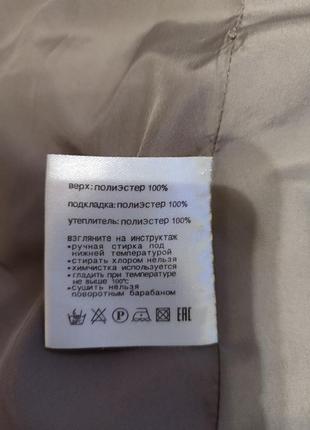 верх: полиэстер 100%
подкладка: полиэстер 100%
утеплитель: полиэстер 100%
взгляните на инструктаж
•ручная стирка под
нижней температурой
•стирать хлором нельзя
•химчистка используется
•гладить при температуре
не выше 100℃
•сушить нельзя
поворотным барабаном
P
EAC